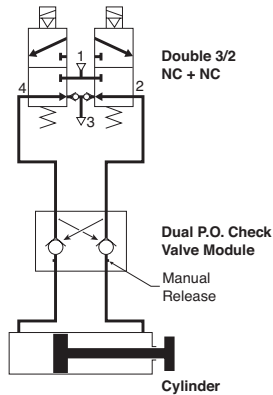 1
Double 3/2
NC + NC
4
2
3
Dual P.O. Check
Valve Module
Manual
Release
Cylinder